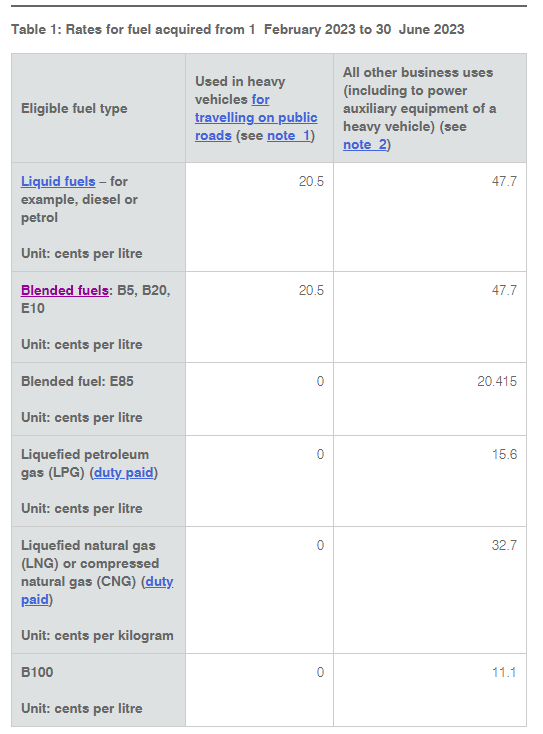 Table 1: Rates for fuel acquired from 1 February 2023 to 30 June 2023
Eligible fuel type
Used in heavy
vehicles for
travelling on public
roads (see note 1)
All other business uses
(including to power
auxiliary equipment of a
heavy vehicle) (see
note 2)
Liquid fuels – for
example, diesel or
petrol
Unit: cents per litre
20.5
47.7
Blended fuels: B5, B20,
E10
Unit: cents per litre
20.5
47.7
Blended fuel: E85
Unit: cents per litre
0
20.415
Liquefied petroleum
gas (LPG) (duty paid)
Unit: cents per litre
0
15.6
Liquefied natural gas
(LNG) or compressed
natural gas (CNG) (duty
paid)
Unit: cents per kilogram
0
32.7
B100
Unit: cents per litre
0
11.1